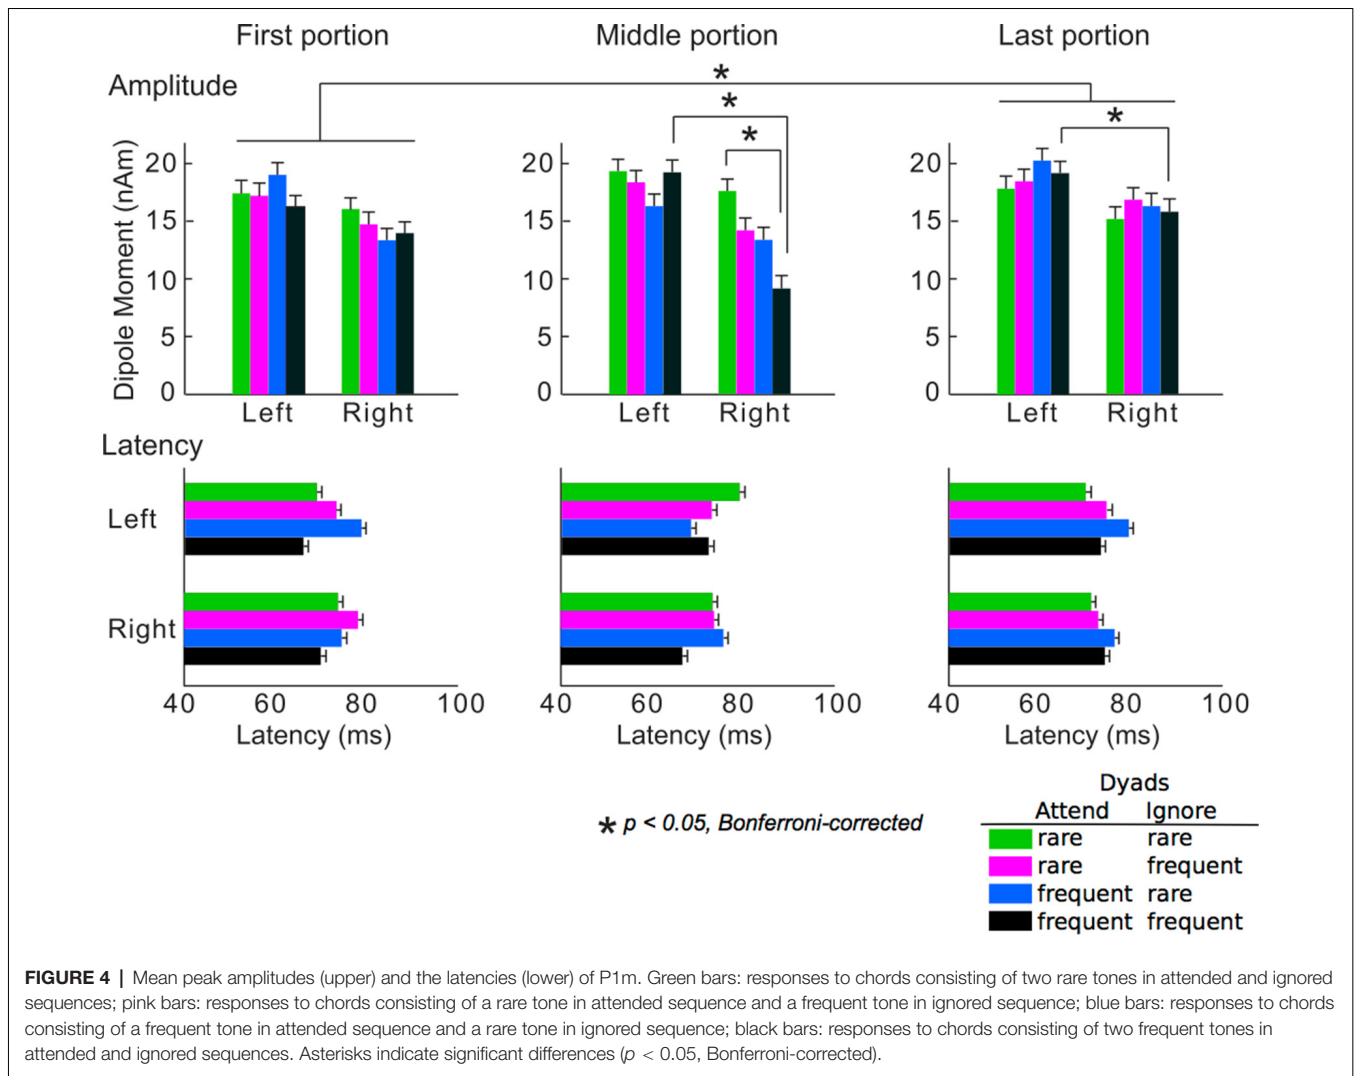 First portion Middle portion Last portion
Amplitude
*
*
*
*
Dipole Moment (nAm)
20 20 20
15 15 15
10 10 10
5 5 5
0 0 0
Left Right Left Right Left Right
Latency
Left
Right
40 60 80 100 40 60 80 100 40 60 80 100
Latency (ms) Latency (ms) Latency (ms)
Dyads
Attend Ignore
* p < 0.05, Bonferroni-corrected
rare rare
rare frequent
frequent rare
frequent frequent
FIGURE 4 | Mean peak amplitudes (upper) and the latencies (lower) of P1m. Green bars: responses to chords consisting of two rare tones in attended and ignored
sequences; pink bars: responses to chords consisting of a rare tone in attended sequence and a frequent tone in ignored sequence; blue bars: responses to chords
consisting of a frequent tone in attended sequence and a rare tone in ignored sequence; black bars: responses to chords consisting of two frequent tones in
attended and ignored sequences. Asterisks indicate significant differences (p < 0.05, Bonferroni-corrected).